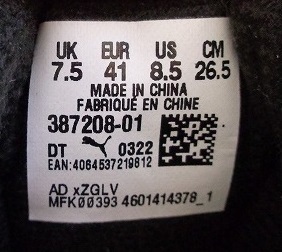 UK EUR US CM
7.5 41 8.5 26.5
MADE IN CHINA
FABRIQUÉ EN CHINE
387208-01
DT 0322
EAN: 4064537219812
AD xZGLV
MFK00393 4601414378_1